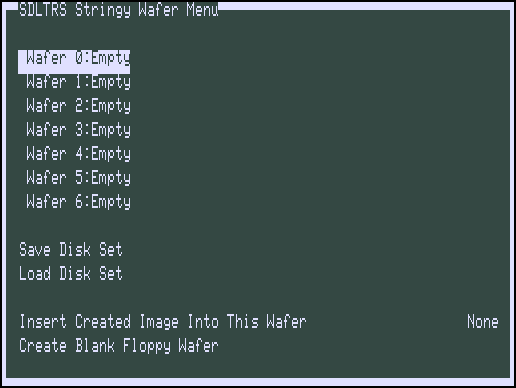 SDLTRS Stringy Wafer Menu
Wafer 0:Empty
Wafer 1:Empty
Wafer 2:Empty
Wafer 3:Empty
Wafer 4:Empty
Wafer 5:Empty
Wafer 6:Empty
Save Disk Set
Load Disk Set
Insert Created Image Into This Wafer None
Create Blank Floppy Wafer